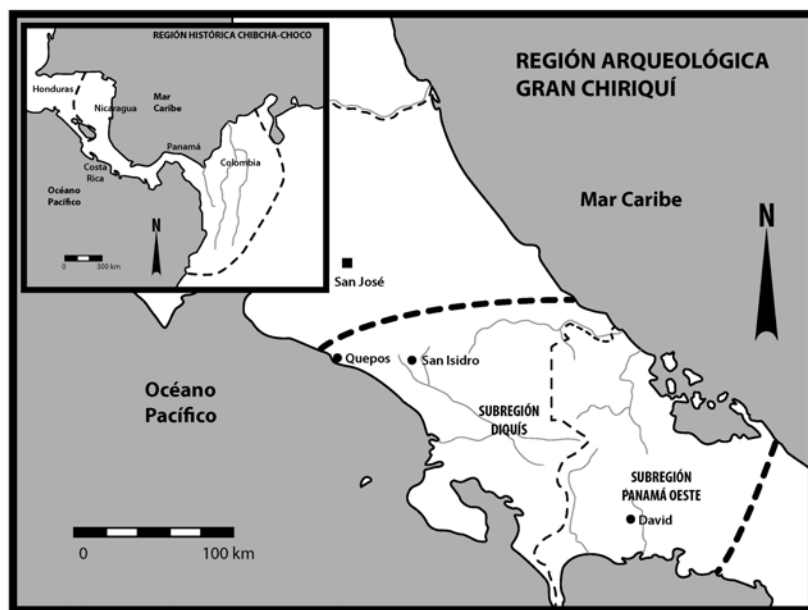 REGIÓN HISTÓRICA CHIBCHA-CHOCO
Honduras
Nicaragua
Mar
Caribe
Panamá
Colombia
Costa
Rica
Océano
Pacífico
N
0 300 km
REGIÓN ARQUEOLÓGICA
GRAN CHIRIQUÍ
Mar Caribe
N
San José
Quepos
San Isidro
Océano
Pacífico
SUBREGIÓN
DIQUÍS
SUBREGIÓN
PANAMÁ OESTE
David
0 100 km